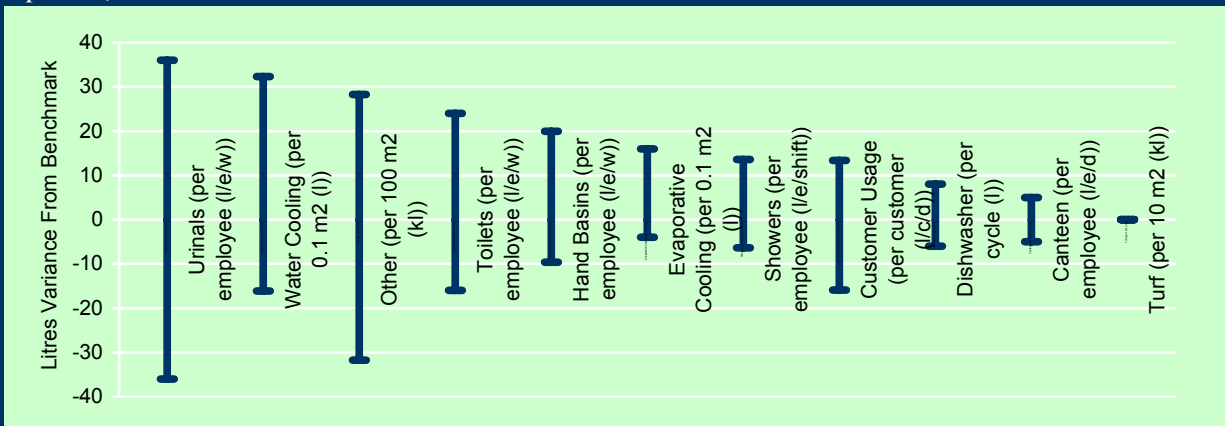 Litres Variance From Benchmark
40
30
20
10
0
-10
-20
-30
-40
Urinals (per
employee (l/e/w))
Water Cooling (per
0.1 m2 (l))
Other (per 100 m2
(kl))
Toilets (per
employee (l/e/w))
Hand Basins (per
employee (l/e/w))
Evaporative
Cooling (per 0.1 m2
(l))
Showers (per
employee (l/e/shift))
Customer Usage
(per customer
(l/c/d))
Dishwasher (per
cycle (l))
Canteen (per
employee (l/e/d))
Turf (per 10 m2 (kl))